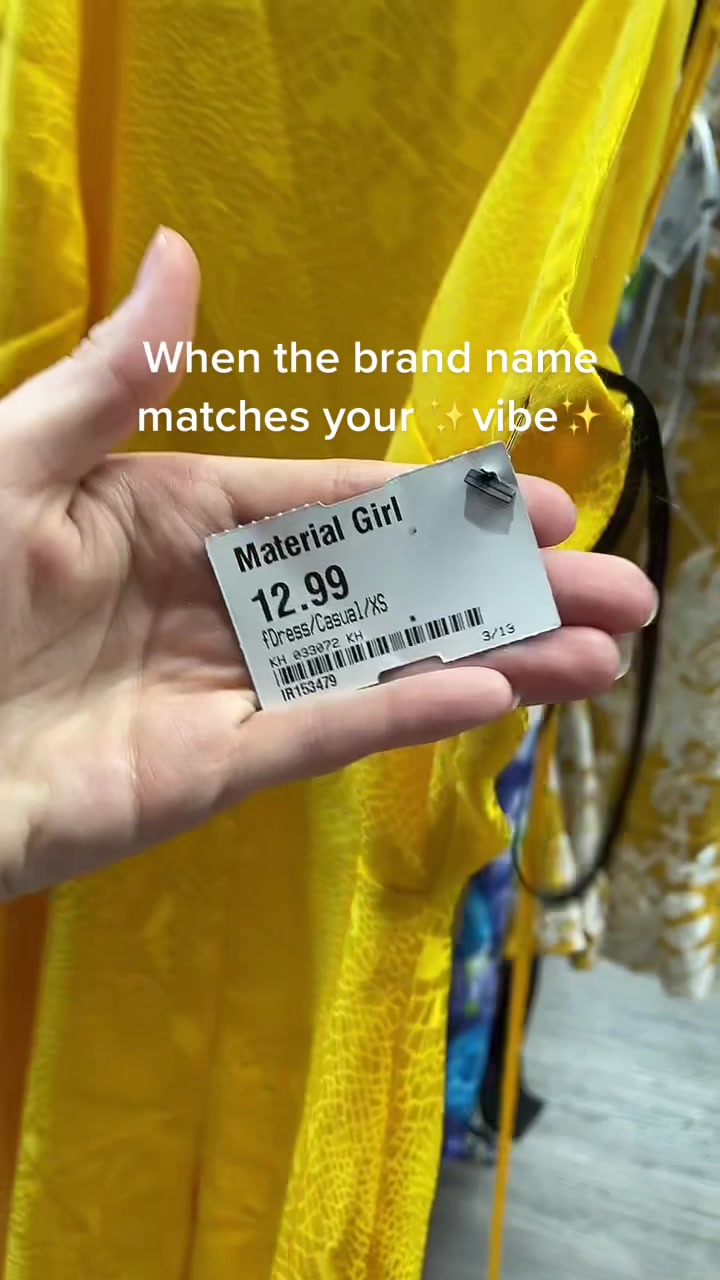 When the brand name
matches your ✨vibe✨
Material Girl
12.99
fDress/Casual/XS
KH 033072 KH
3/13
IR153479